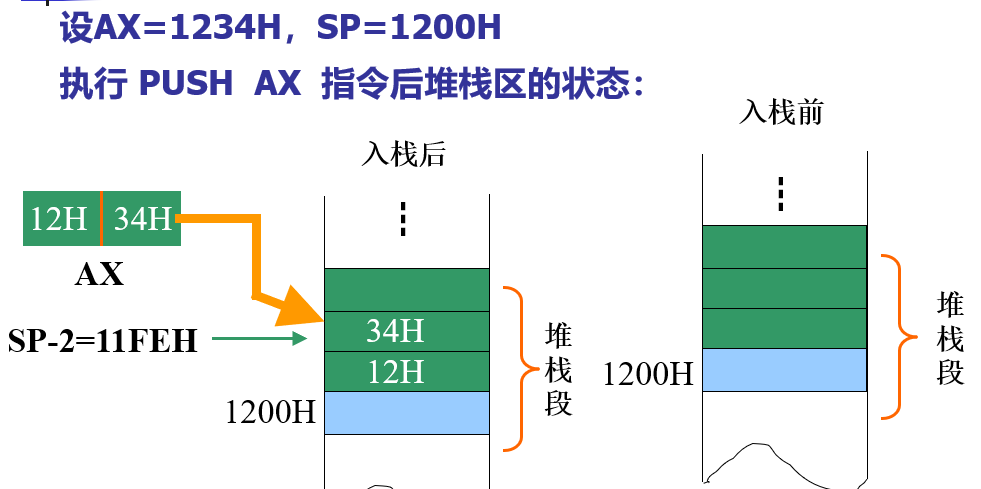 设AX=1234H，SP=1200H
执行 PUSH AX 指令后堆栈区的状态：
入栈后
入栈前
12H 34H
AX
SP-2=11FEH
34H
12H
1200H
堆栈段
1200H
堆栈段